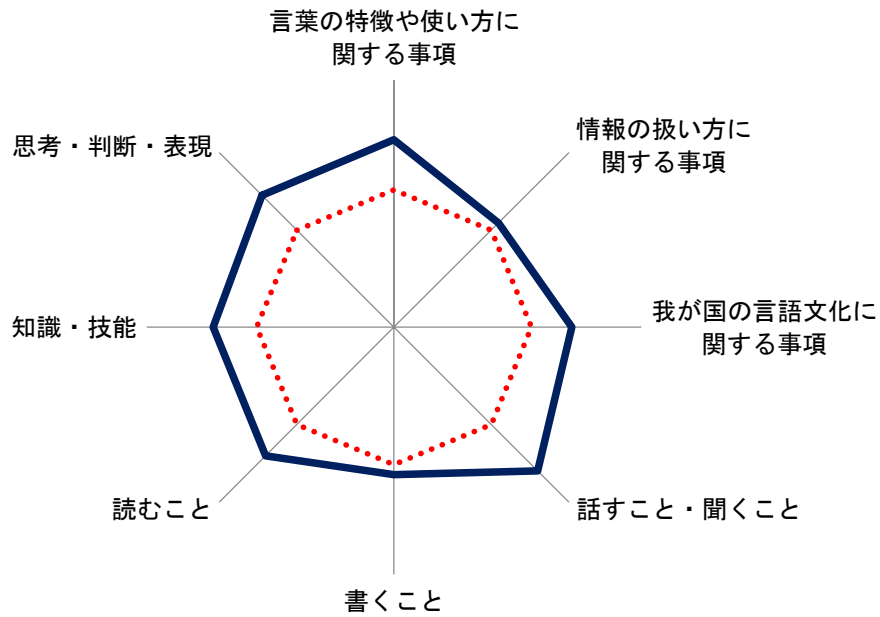 言葉の特徴や使い方に
関する事項
情報の扱い方に
関する事項
我が国の言語文化に
関する事項
話すこと・聞くこと
書くこと
読むこと
知識・技能
思考・判断・表現